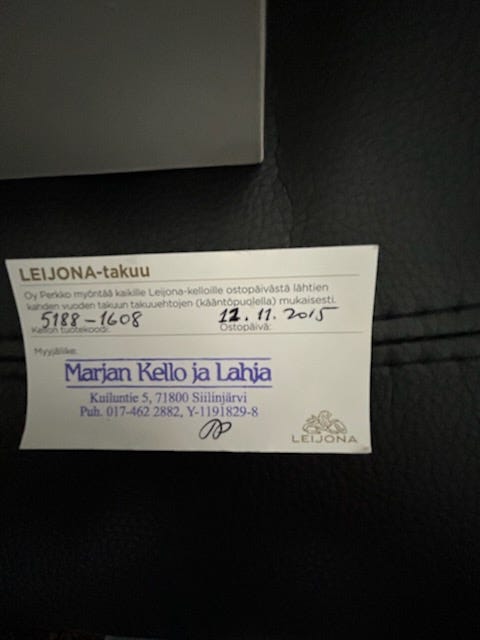 LEIJONA-takuu
Oy Perkko myöntää kaikille Leijona-kelloille ostopäivästä lähtien
kahden vuoden takuun takuuehtojen (kääntöpuolella) mukaisesti.
5188-1608 12.11.2015
Kellon tuotekoodi: Ostopäivä:
Myyjäliike:
Marjan Kello ja Lahja
Kuiluntie 5, 71800 Siilinjärvi
Puh. 017-462 2882, Y-1191829-8
LEIJONA